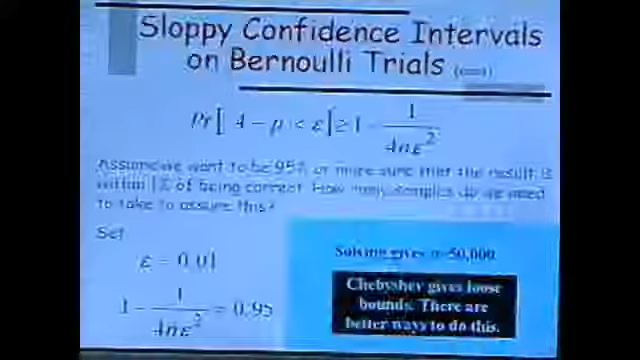 Sloppy Confidence Intervals
on Bernoulli Trials (cont)
Pr[|A − μ| < ε] ≥ 1 − 1/(4nε²)
Assume we want to be 95% or more sure that the result is
within 1% of being correct. How many samples do we need
to take to assure this?
Set
ε = 0.01
Solving gives n=50,000
1 − 1/(4nε²) = 0.95
Chebyshev gives loose
bounds. There are
better ways to do this.